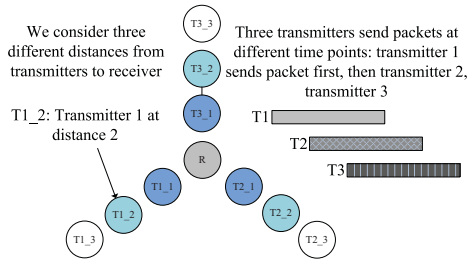 We consider three
different distances from
transmitters to receiver
T3_3
T3_2
T3_1
Three transmitters send packets at
different time points: transmitter 1
sends packet first, then transmitter 2,
transmitter 3
T1
T2
T3
T1_2: Transmitter 1 at
distance 2
R
T1_1
T2_1
T1_2
T2_2
T1_3
T2_3